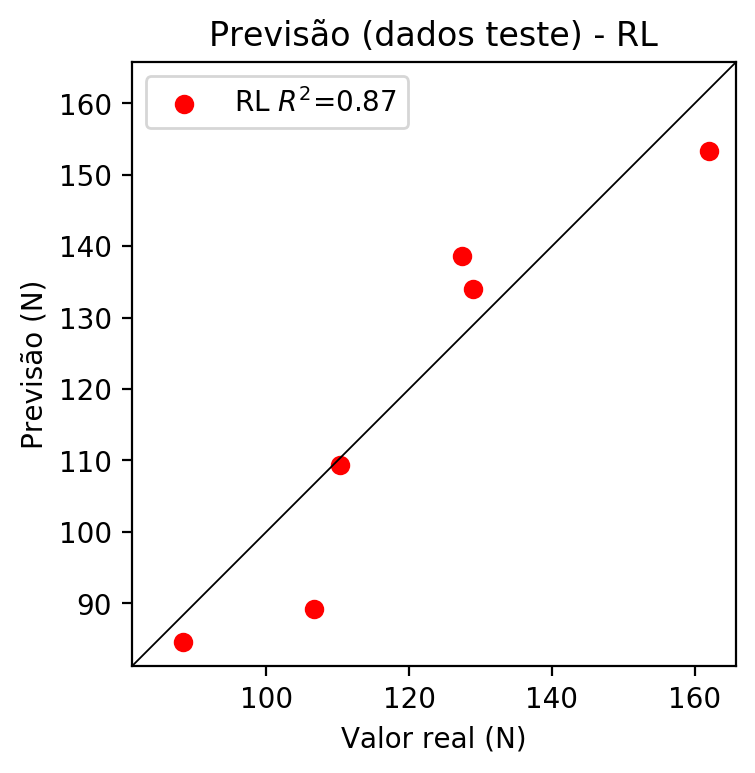 Previsão (dados teste) - RL
RL R²=0.87
160
150
140
130
120
110
100
90
Previsão (N)
100 120 140 160
Valor real (N)